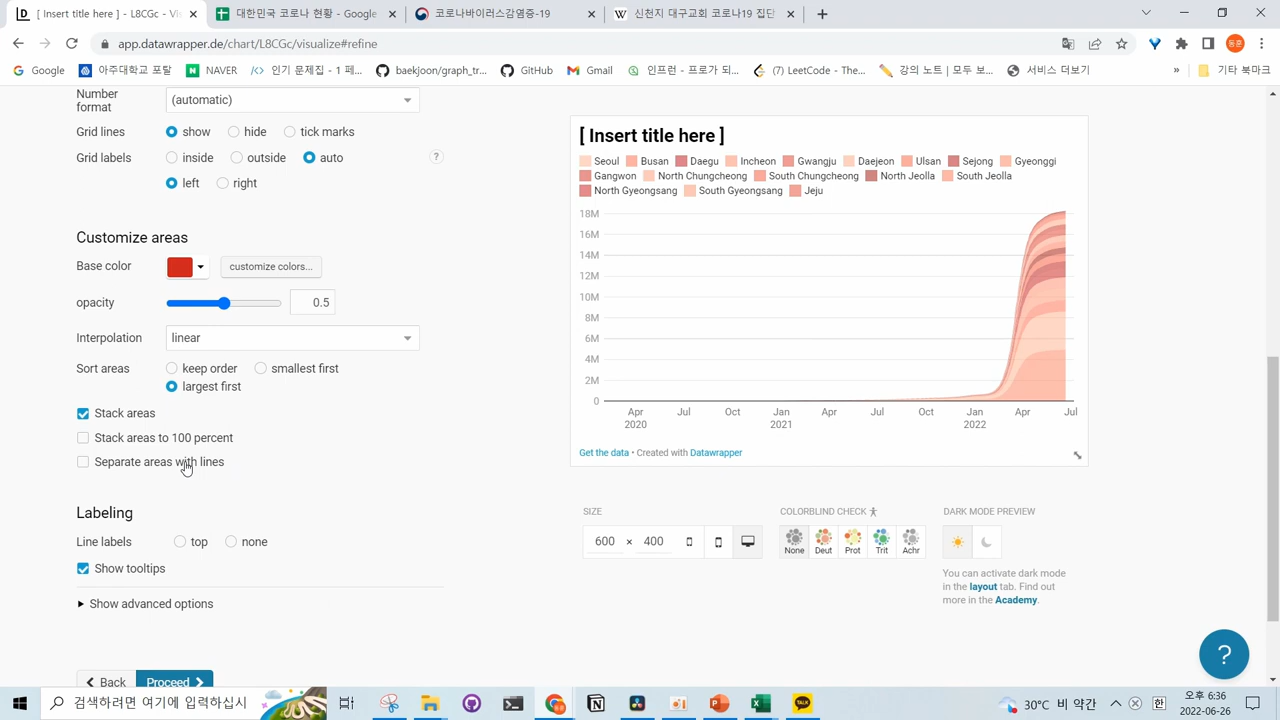 [ Insert title here ] - L8CGc - Vis
대한민국 코로나 현황 - Google
코로나바이러스감염증-19
신천지 대구교회 코로나19 집단
app.datawrapper.de/chart/L8CGc/visualize#refine
동훈
Google 아주대학교 포탈 NAVER 인기 문제집 - 1 페... baekjoon/graph_tr... GitHub Gmail 인프런 - 프로가 되... (7) LeetCode - The... 강의 노트 | 모두 보... 서비스 더보기 » 기타 북마크
Number format (automatic)
Grid lines show hide tick marks
Grid labels inside outside auto ?
left right
Customize areas
Base color customize colors...
opacity 0.5
Interpolation linear
Sort areas keep order smallest first
largest first
Stack areas
Stack areas to 100 percent
Separate areas with lines
Labeling
Line labels top none
Show tooltips
Show advanced options
Back Proceed
[ Insert title here ]
Seoul Busan Daegu Incheon Gwangju Daejeon Ulsan Sejong Gyeonggi
Gangwon North Chungcheong South Chungcheong North Jeolla South Jeolla
North Gyeongsang South Gyeongsang Jeju
18M
16M
14M
12M
10M
8M
6M
4M
2M
0
Apr Jul Oct Jan Apr Jul Oct Jan Apr Jul
2020 2021 2022
Get the data • Created with Datawrapper
SIZE COLORBLIND CHECK DARK MODE PREVIEW
600 × 400
None Deut Prot Trit Achr
You can activate dark mode
in the layout tab. Find out
more in the Academy.
?
검색하려면 여기에 입력하십시
TALK
30°C 비 약간
한
오후 6:36
2022-06-26